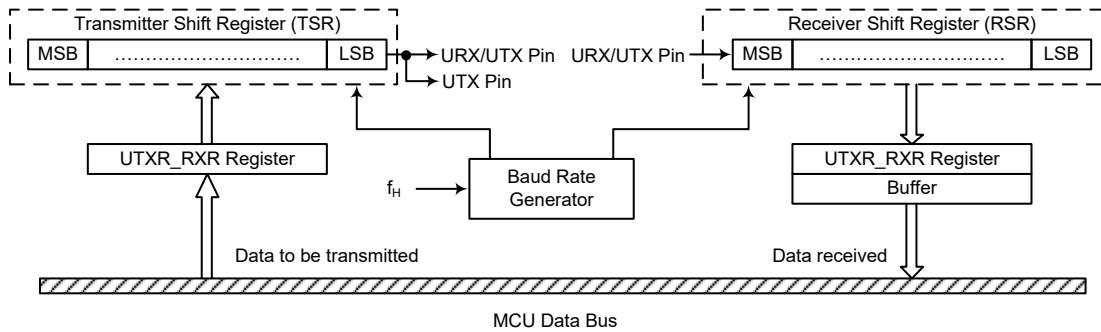 Transmitter Shift Register (TSR)
MSB ................................ LSB
URX/UTX Pin
UTX Pin
Receiver Shift Register (RSR)
URX/UTX Pin
MSB ............................... LSB
UTXR_RXR Register
fH
Baud Rate
Generator
UTXR_RXR Register
Buffer
Data to be transmitted
Data received
MCU Data Bus